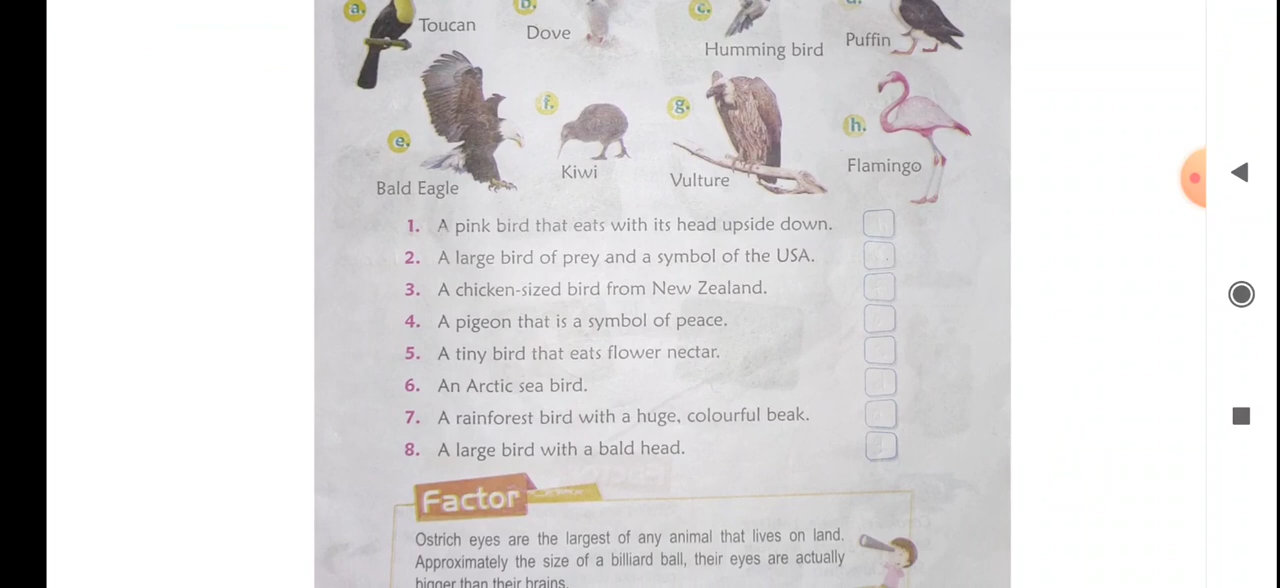 a.
Toucan
b.
Dove
c.
Humming bird
d.
Puffin
e.
Bald Eagle
f.
Kiwi
g.
Vulture
h.
Flamingo
1. A pink bird that eats with its head upside down.
2. A large bird of prey and a symbol of the USA.
3. A chicken-sized bird from New Zealand.
4. A pigeon that is a symbol of peace.
5. A tiny bird that eats flower nectar.
6. An Arctic sea bird.
7. A rainforest bird with a huge, colourful beak.
8. A large bird with a bald head.
Factor
Ostrich eyes are the largest of any animal that lives on land.
Approximately the size of a billiard ball, their eyes are actually
bigger than their brains.